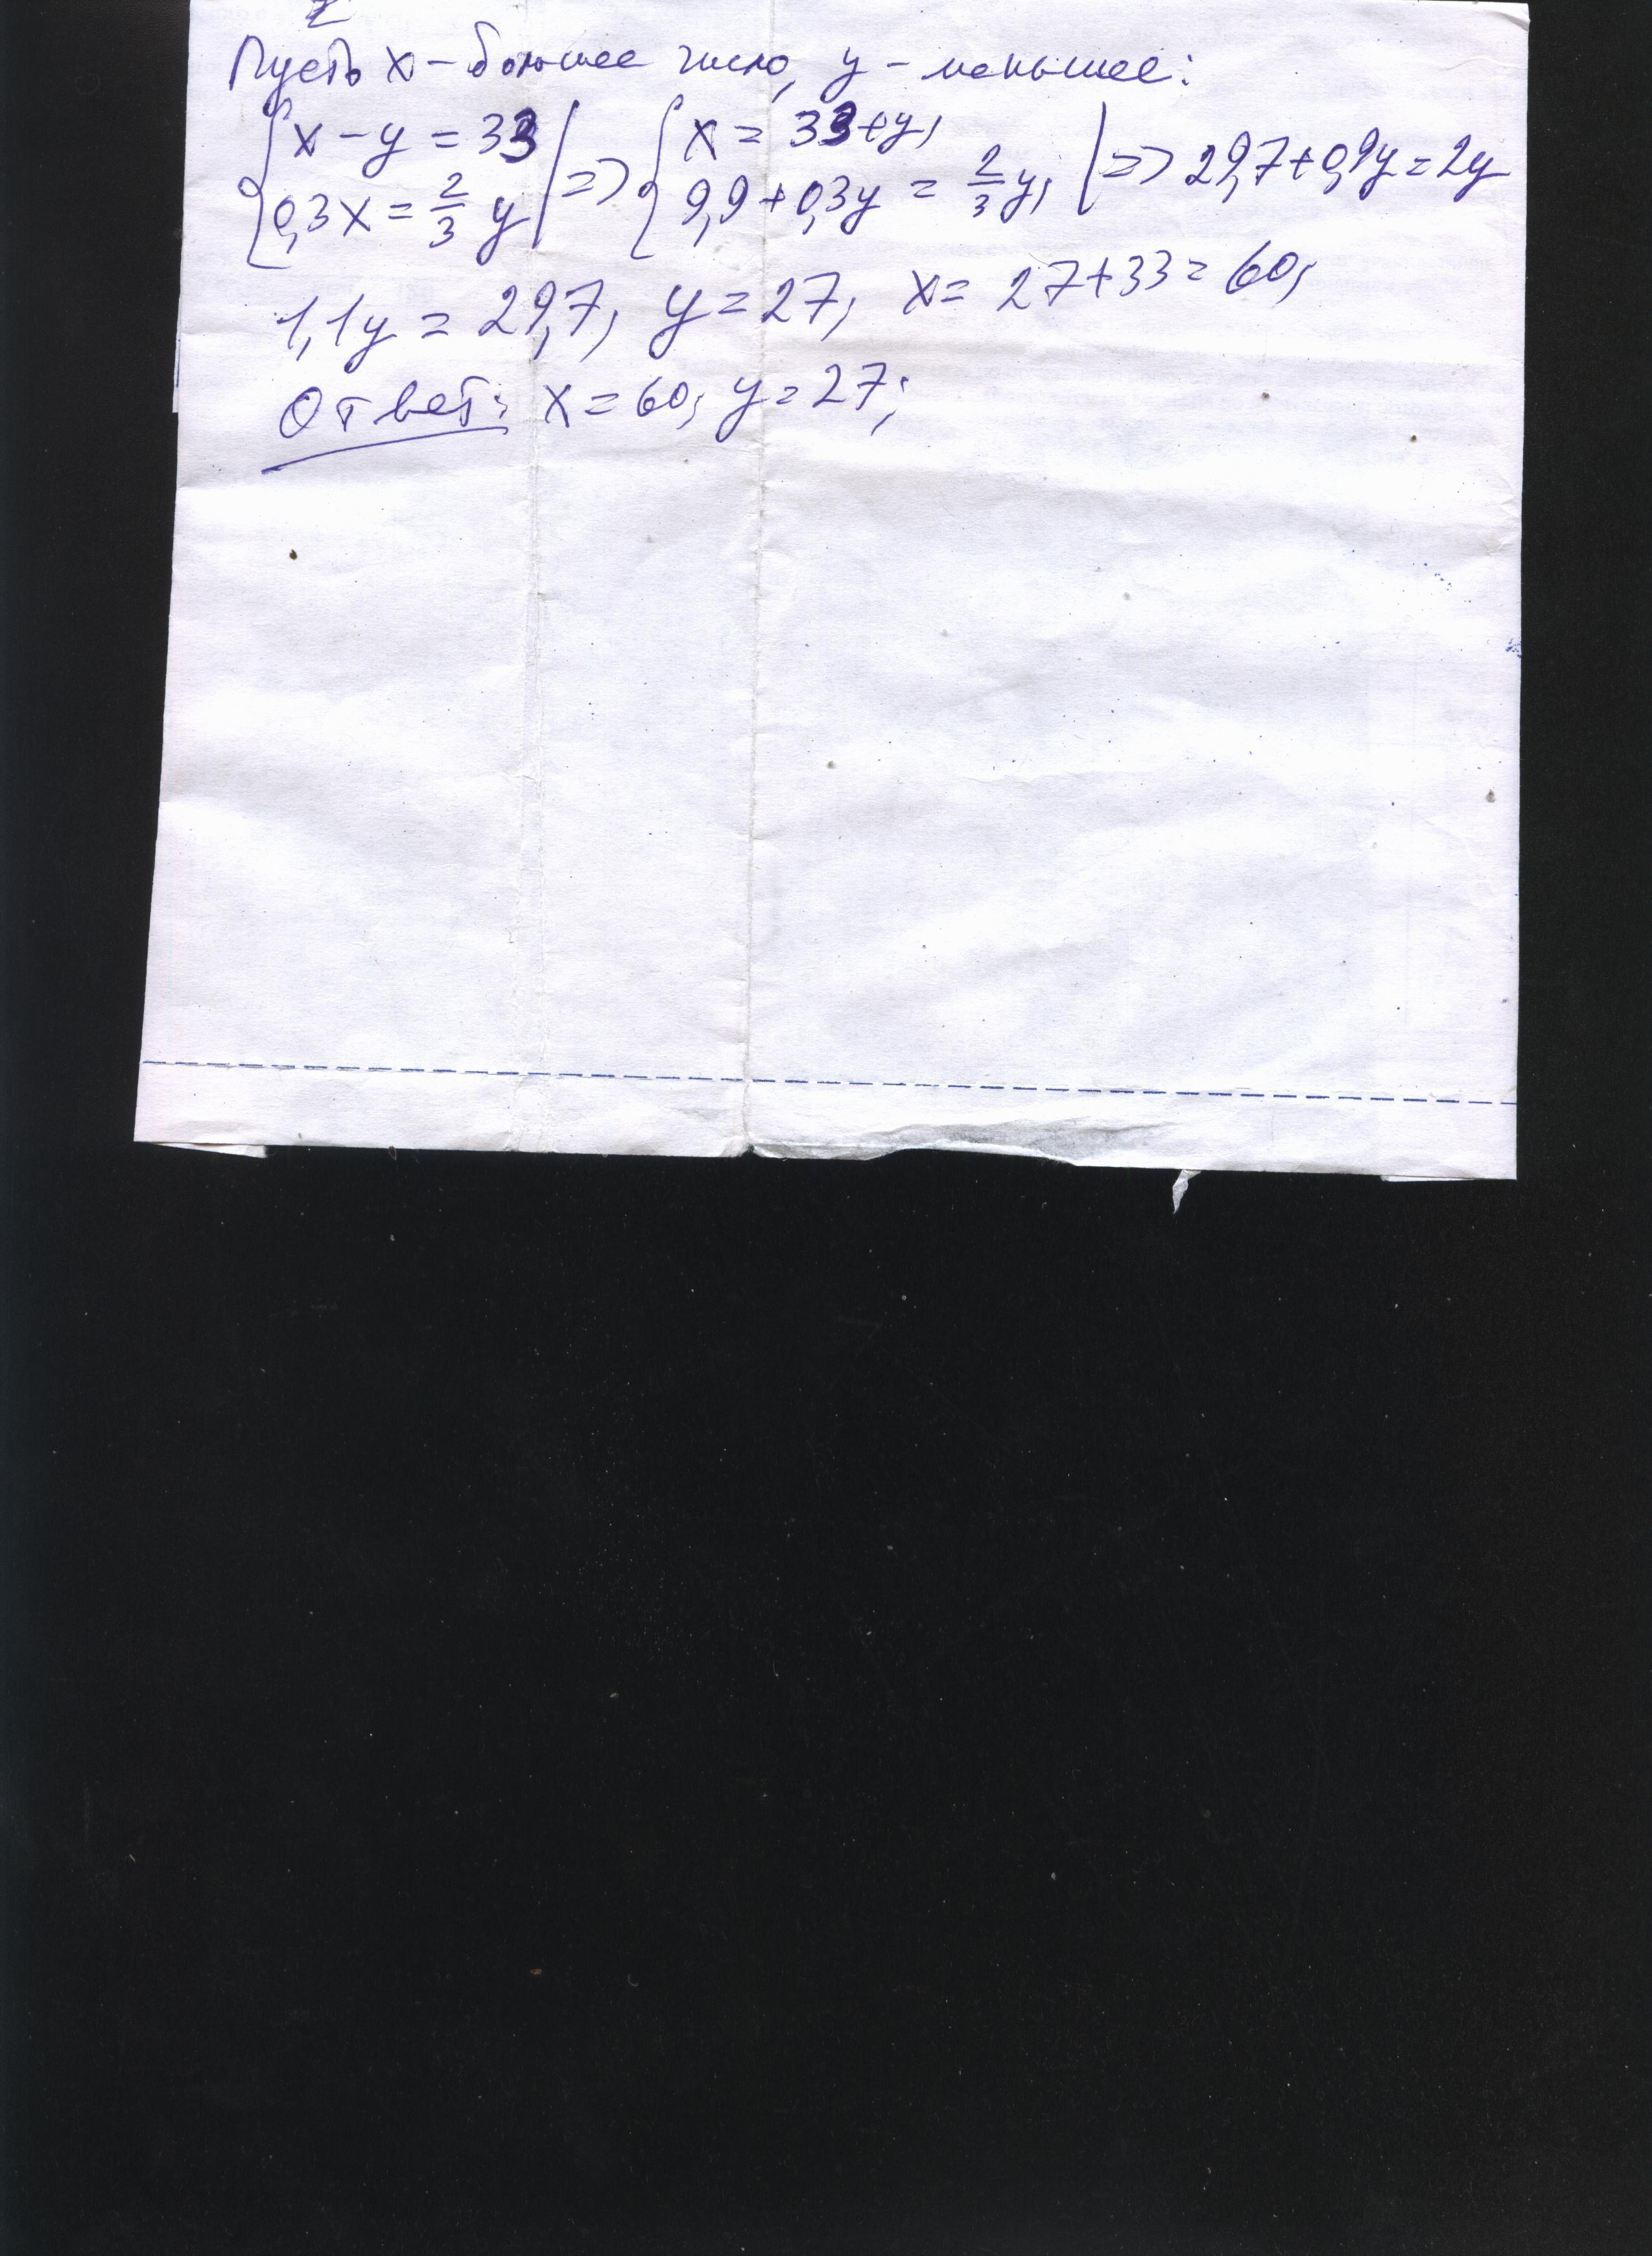 Пусть x – большее число, y – меньшее:
{ x – y = 33 | => { x = 33 + y; | => 29,7 + 0,9y = 2y
{ 0,3x = 2/3 y | { 9,9 + 0,3y = 2/3 y;
1,1y = 29,7; y = 27; x = 27 + 33 = 60;
Ответ: x = 60; y = 27;